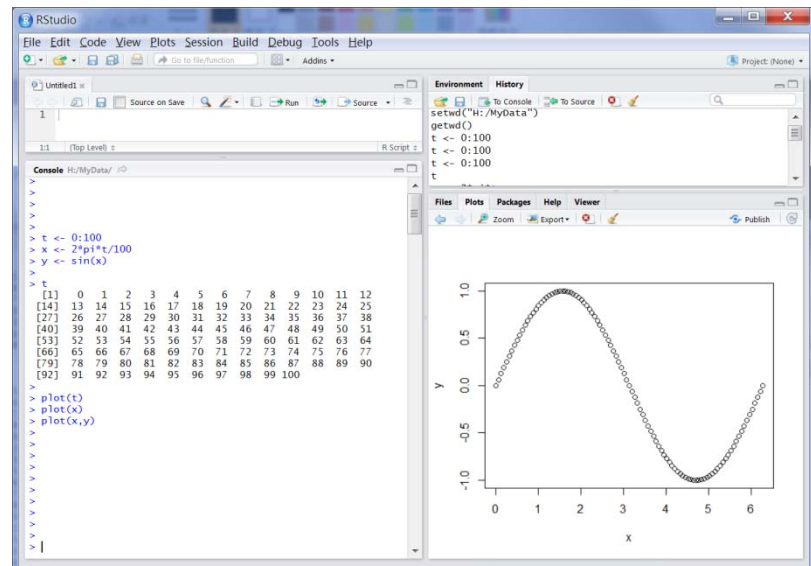 RStudio
File Edit Code View Plots Session Build Debug Tools Help
Go to file/function Addins Project: (None)
Untitled1
Source on Save Run Source
1
1:1 (Top Level) R Script
Console H:/MyData/
>
>
>
>
>
> t <- 0:100
> x <- 2*pi*t/100
> y <- sin(x)
>
> t
[1] 0 1 2 3 4 5 6 7 8 9 10 11 12
[14] 13 14 15 16 17 18 19 20 21 22 23 24 25
[27] 26 27 28 29 30 31 32 33 34 35 36 37 38
[40] 39 40 41 42 43 44 45 46 47 48 49 50 51
[53] 52 53 54 55 56 57 58 59 60 61 62 63 64
[66] 65 66 67 68 69 70 71 72 73 74 75 76 77
[79] 78 79 80 81 82 83 84 85 86 87 88 89 90
[92] 91 92 93 94 95 96 97 98 99 100
>
> plot(t)
> plot(x)
> plot(x,y)
>
>
>
>
>
>
>
>
>
>
Environment History
To Console To Source
setwd("H:/MyData")
getwd()
t <- 0:100
t <- 0:100
t <- 0:100
t
Files Plots Packages Help Viewer
Zoom Export Publish
y
1.0
0.5
0.0
-0.5
-1.0
0 1 2 3 4 5 6
x